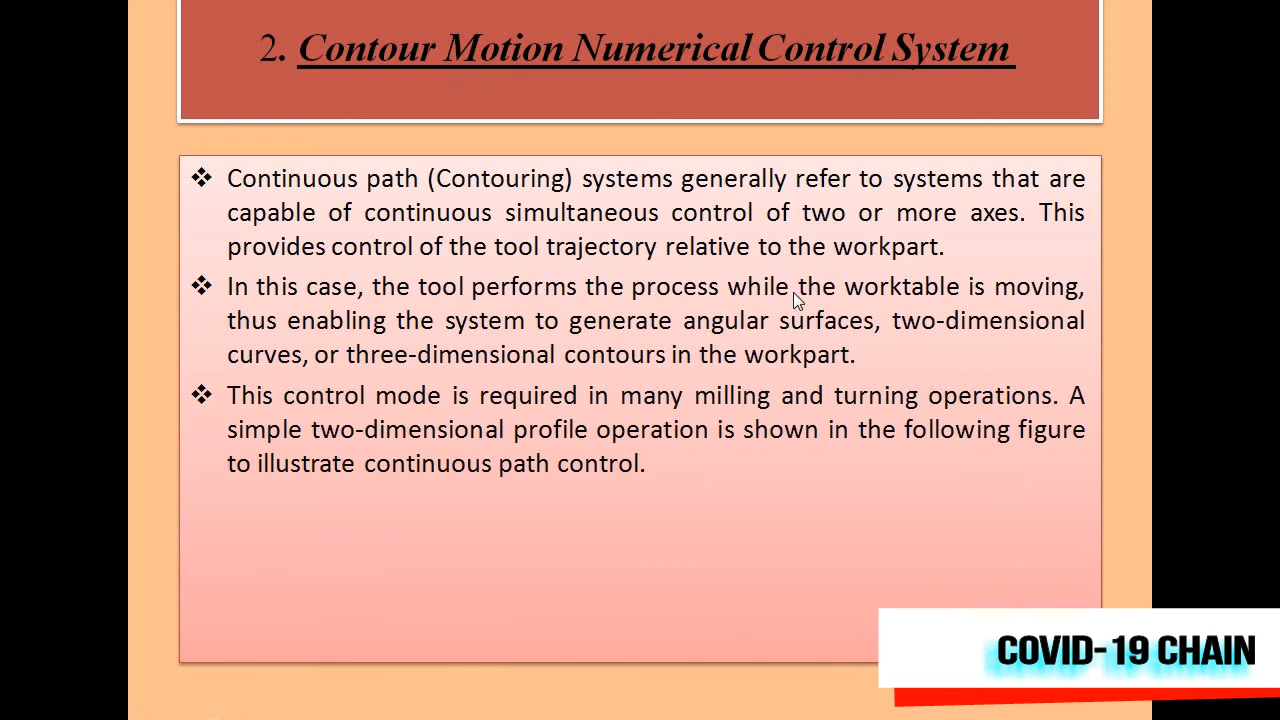 2. Contour Motion Numerical Control System
❖ Continuous path (Contouring) systems generally refer to systems that are
capable of continuous simultaneous control of two or more axes. This
provides control of the tool trajectory relative to the workpart.
❖ In this case, the tool performs the process while the worktable is moving,
thus enabling the system to generate angular surfaces, two-dimensional
curves, or three-dimensional contours in the workpart.
❖ This control mode is required in many milling and turning operations. A
simple two-dimensional profile operation is shown in the following figure
to illustrate continuous path control.
COVID-19 CHAIN